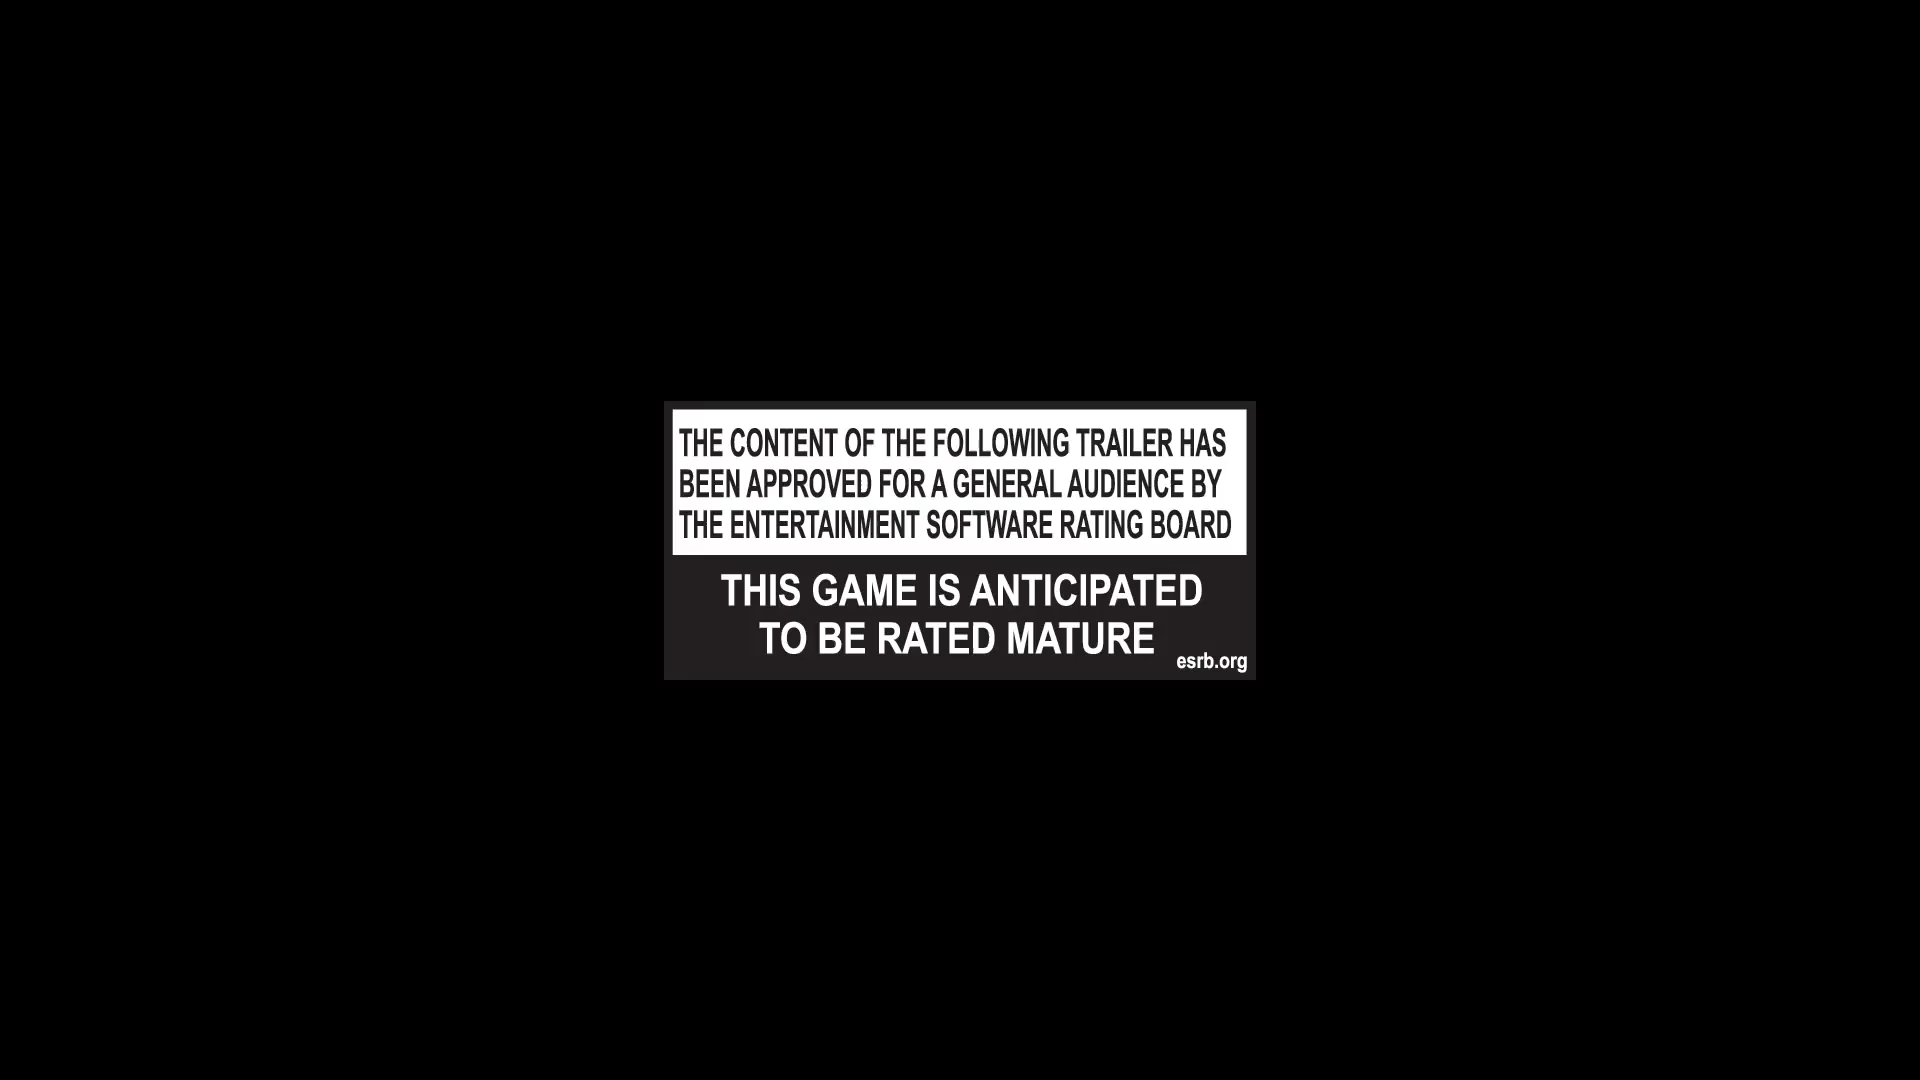 THE CONTENT OF THE FOLLOWING TRAILER HAS
BEEN APPROVED FOR A GENERAL AUDIENCE BY
THE ENTERTAINMENT SOFTWARE RATING BOARD
THIS GAME IS ANTICIPATED
TO BE RATED MATURE
esrb.org